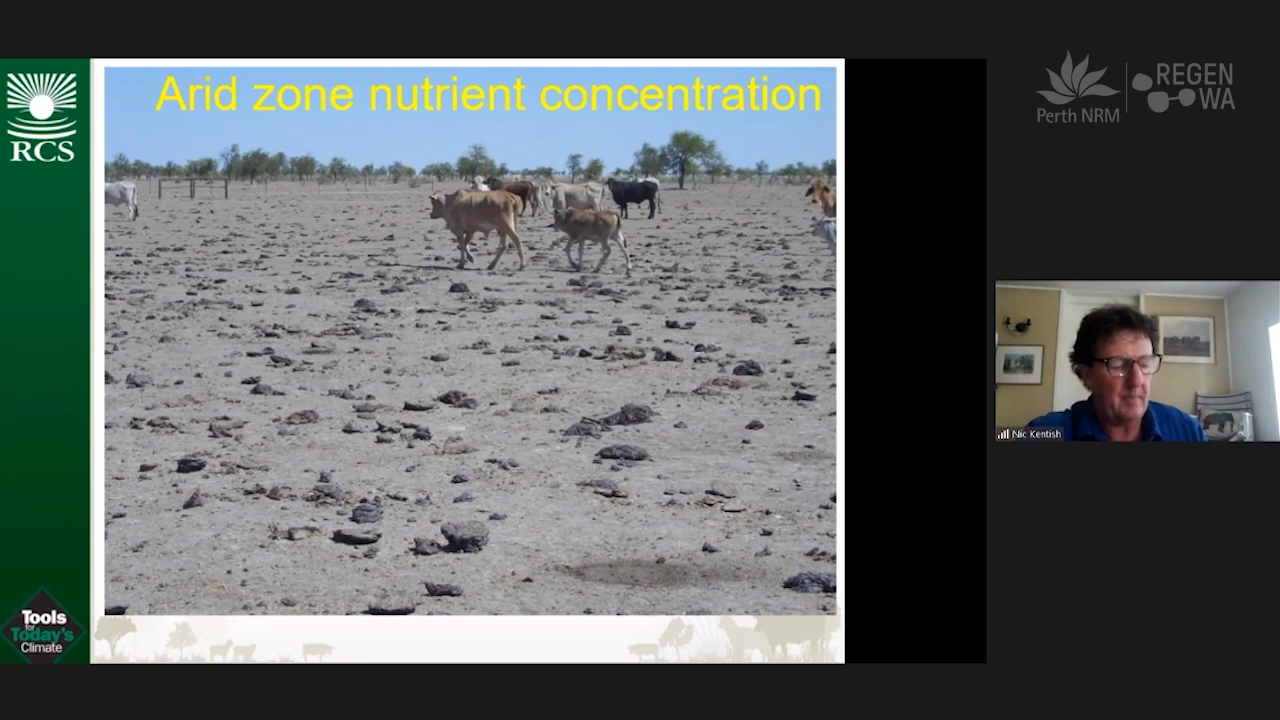 Arid zone nutrient concentration
RCS
Tools
for
Today's
Climate
Perth NRM
REGEN
WA
Nic Kentish